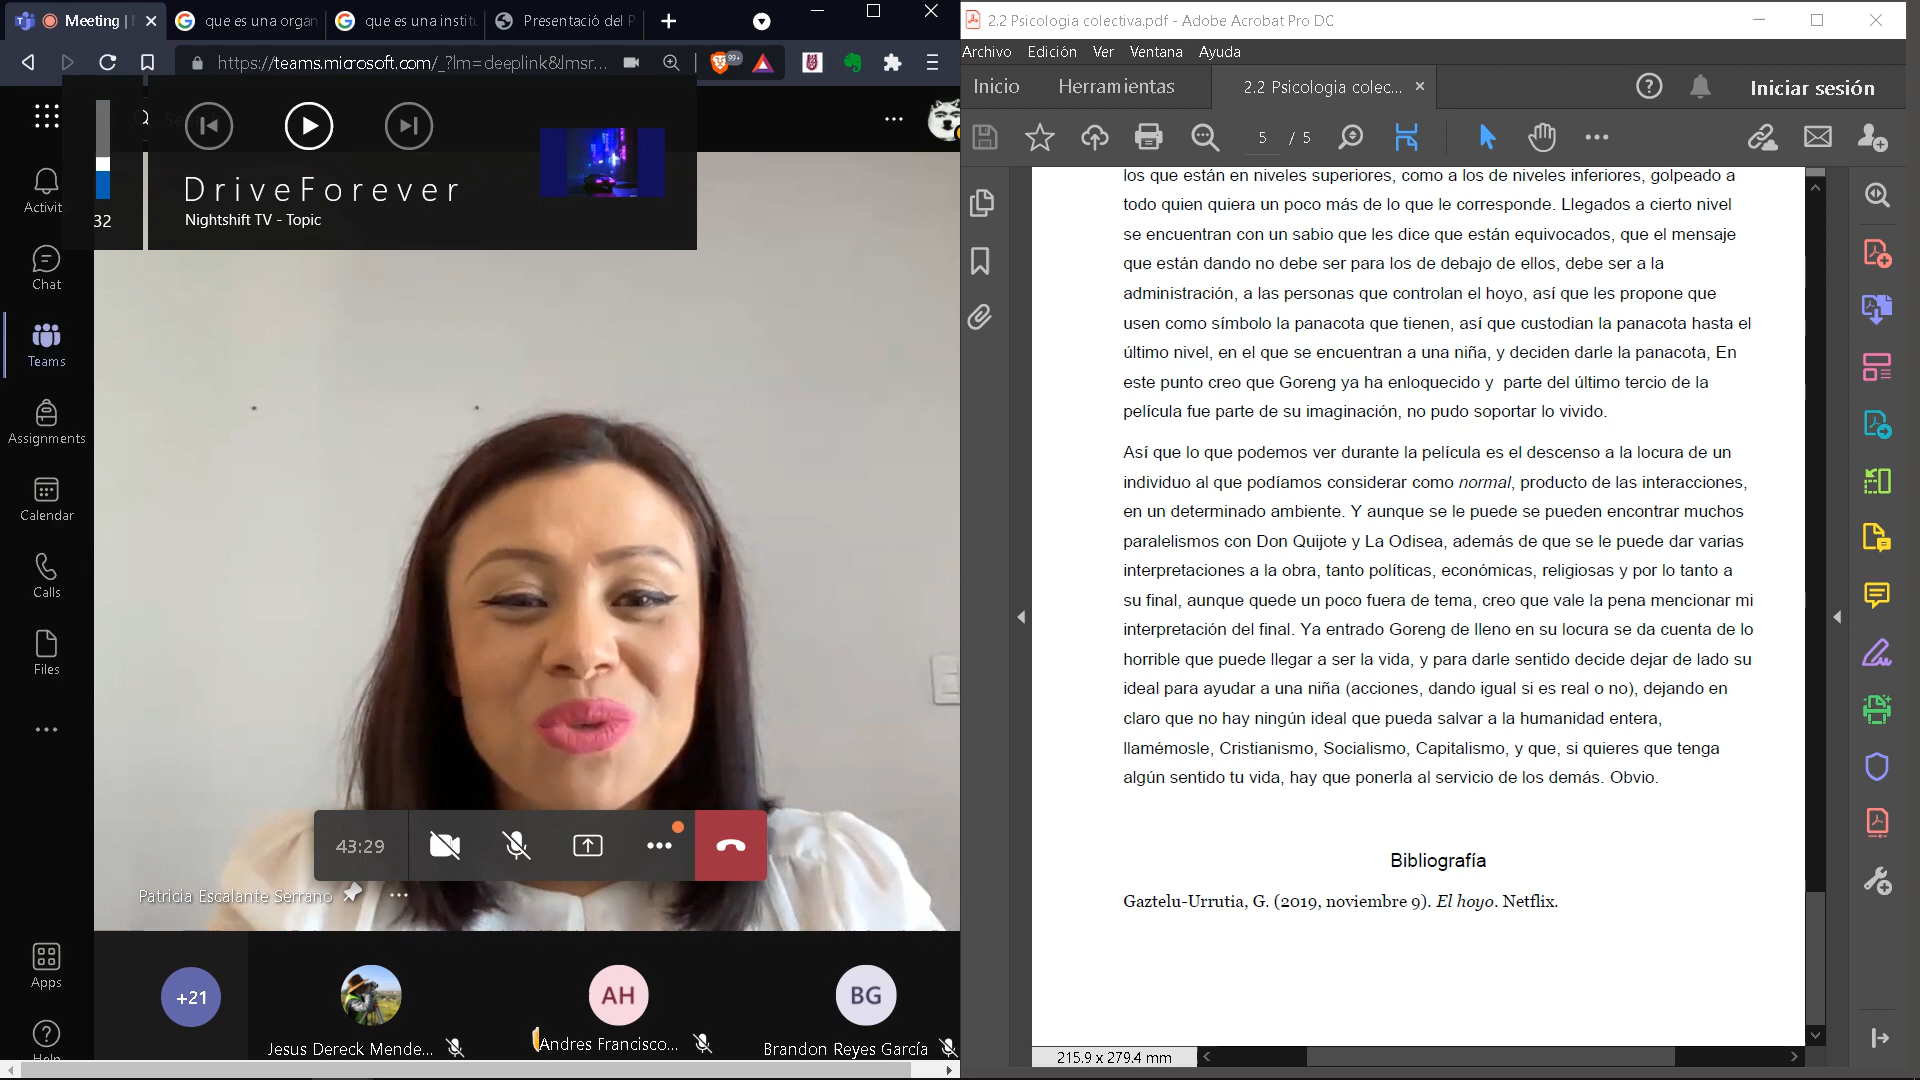 Meeting |
que es una organ
que es una institu
Presentació del P
https://teams.microsoft.com/_?lm=deeplink&lmsr...
99+
DriveForever
Nightshift TV - Topic
32
Activit
Chat
Teams
Assignments
Calendar
Calls
Files
Apps
Help
43:29
Patricia Escalante Serrano
+21
Jesus Dereck Mende...
AH
Andres Francisco...
BG
Brandon Reyes García
2.2 Psicologia colectiva.pdf - Adobe Acrobat Pro DC
Archivo Edición Ver Ventana Ayuda
Inicio
Herramientas
2.2 Psicologia colec...
Iniciar sesión
5 / 5
los que están en niveles superiores, como a los de niveles inferiores, golpeado a
todo quien quiera un poco más de lo que le corresponde. Llegados a cierto nivel
se encuentran con un sabio que les dice que están equivocados, que el mensaje
que están dando no debe ser para los de debajo de ellos, debe ser a la
administración, a las personas que controlan el hoyo, así que les propone que
usen como símbolo la panacota que tienen, así que custodian la panacota hasta el
último nivel, en el que se encuentran a una niña, y deciden darle la panacota, En
este punto creo que Goreng ya ha enloquecido y  parte del último tercio de la
película fue parte de su imaginación, no pudo soportar lo vivido.
Así que lo que podemos ver durante la película es el descenso a la locura de un
individuo al que podíamos considerar como normal, producto de las interacciones,
en un determinado ambiente. Y aunque se le puede se pueden encontrar muchos
paralelismos con Don Quijote y La Odisea, además de que se le puede dar varias
interpretaciones a la obra, tanto políticas, económicas, religiosas y por lo tanto a
su final, aunque quede un poco fuera de tema, creo que vale la pena mencionar mi
interpretación del final. Ya entrado Goreng de lleno en su locura se da cuenta de lo
horrible que puede llegar a ser la vida, y para darle sentido decide dejar de lado su
ideal para ayudar a una niña (acciones, dando igual si es real o no), dejando en
claro que no hay ningún ideal que pueda salvar a la humanidad entera,
llamémosle, Cristianismo, Socialismo, Capitalismo, y que, si quieres que tenga
algún sentido tu vida, hay que ponerla al servicio de los demás. Obvio.
Bibliografía
Gaztelu-Urrutia, G. (2019, noviembre 9). El hoyo. Netflix.
215.9 x 279.4 mm